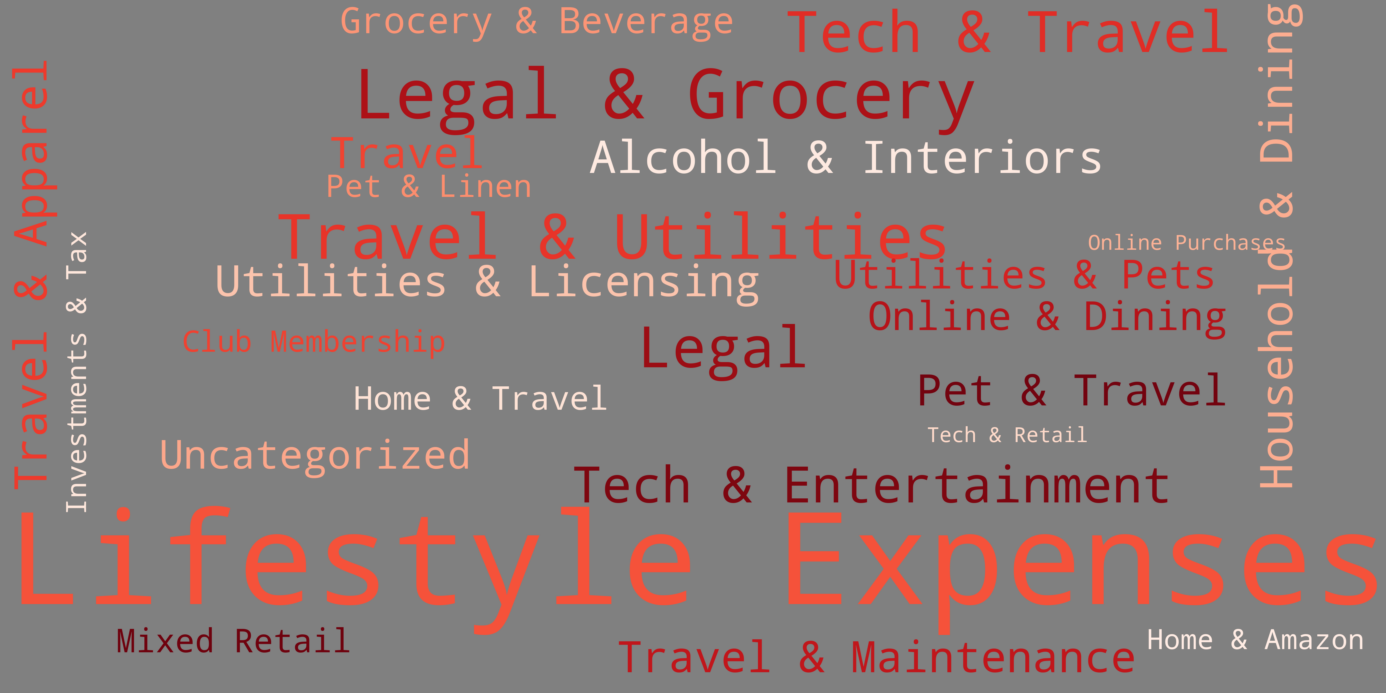 Grocery & Beverage
Tech & Travel
Legal & Grocery
Travel
Alcohol & Interiors
Pet & Linen
Travel & Utilities
Online Purchases
Utilities & Licensing
Utilities & Pets
Online & Dining
Club Membership
Legal
Home & Travel
Pet & Travel
Tech & Retail
Uncategorized
Tech & Entertainment
Travel & Apparel
Investments & Tax
Household & Dining
Lifestyle Expenses
Mixed Retail
Travel & Maintenance
Home & Amazon